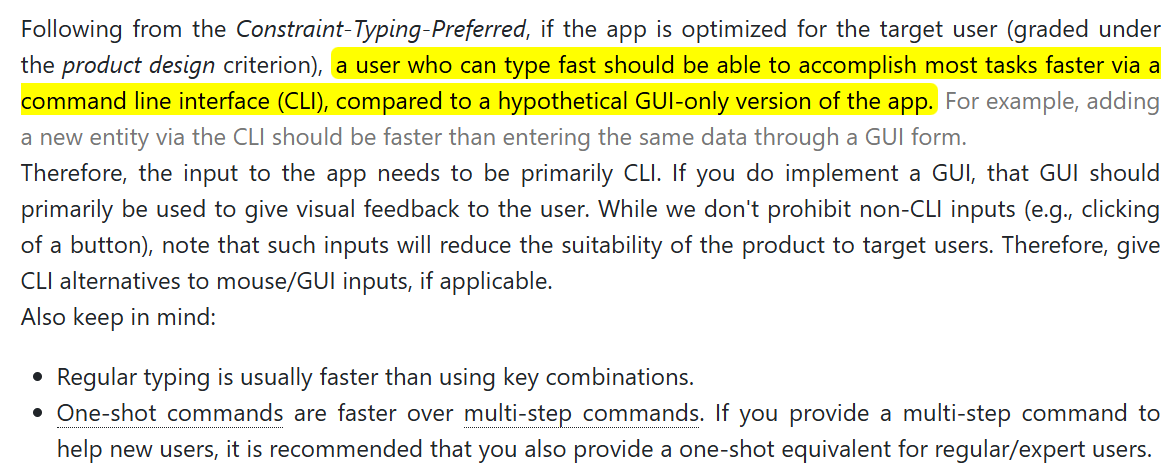 Following from the Constraint-Typing-Preferred, if the app is optimized for the target user (graded under
the product design criterion), a user who can type fast should be able to accomplish most tasks faster via a
command line interface (CLI), compared to a hypothetical GUI-only version of the app. For example, adding
a new entity via the CLI should be faster than entering the same data through a GUI form.
Therefore, the input to the app needs to be primarily CLI. If you do implement a GUI, that GUI should
primarily be used to give visual feedback to the user. While we don't prohibit non-CLI inputs (e.g., clicking
of a button), note that such inputs will reduce the suitability of the product to target users. Therefore, give
CLI alternatives to mouse/GUI inputs, if applicable.
Also keep in mind:
• Regular typing is usually faster than using key combinations.
• One-shot commands are faster over multi-step commands. If you provide a multi-step command to
help new users, it is recommended that you also provide a one-shot equivalent for regular/expert users.